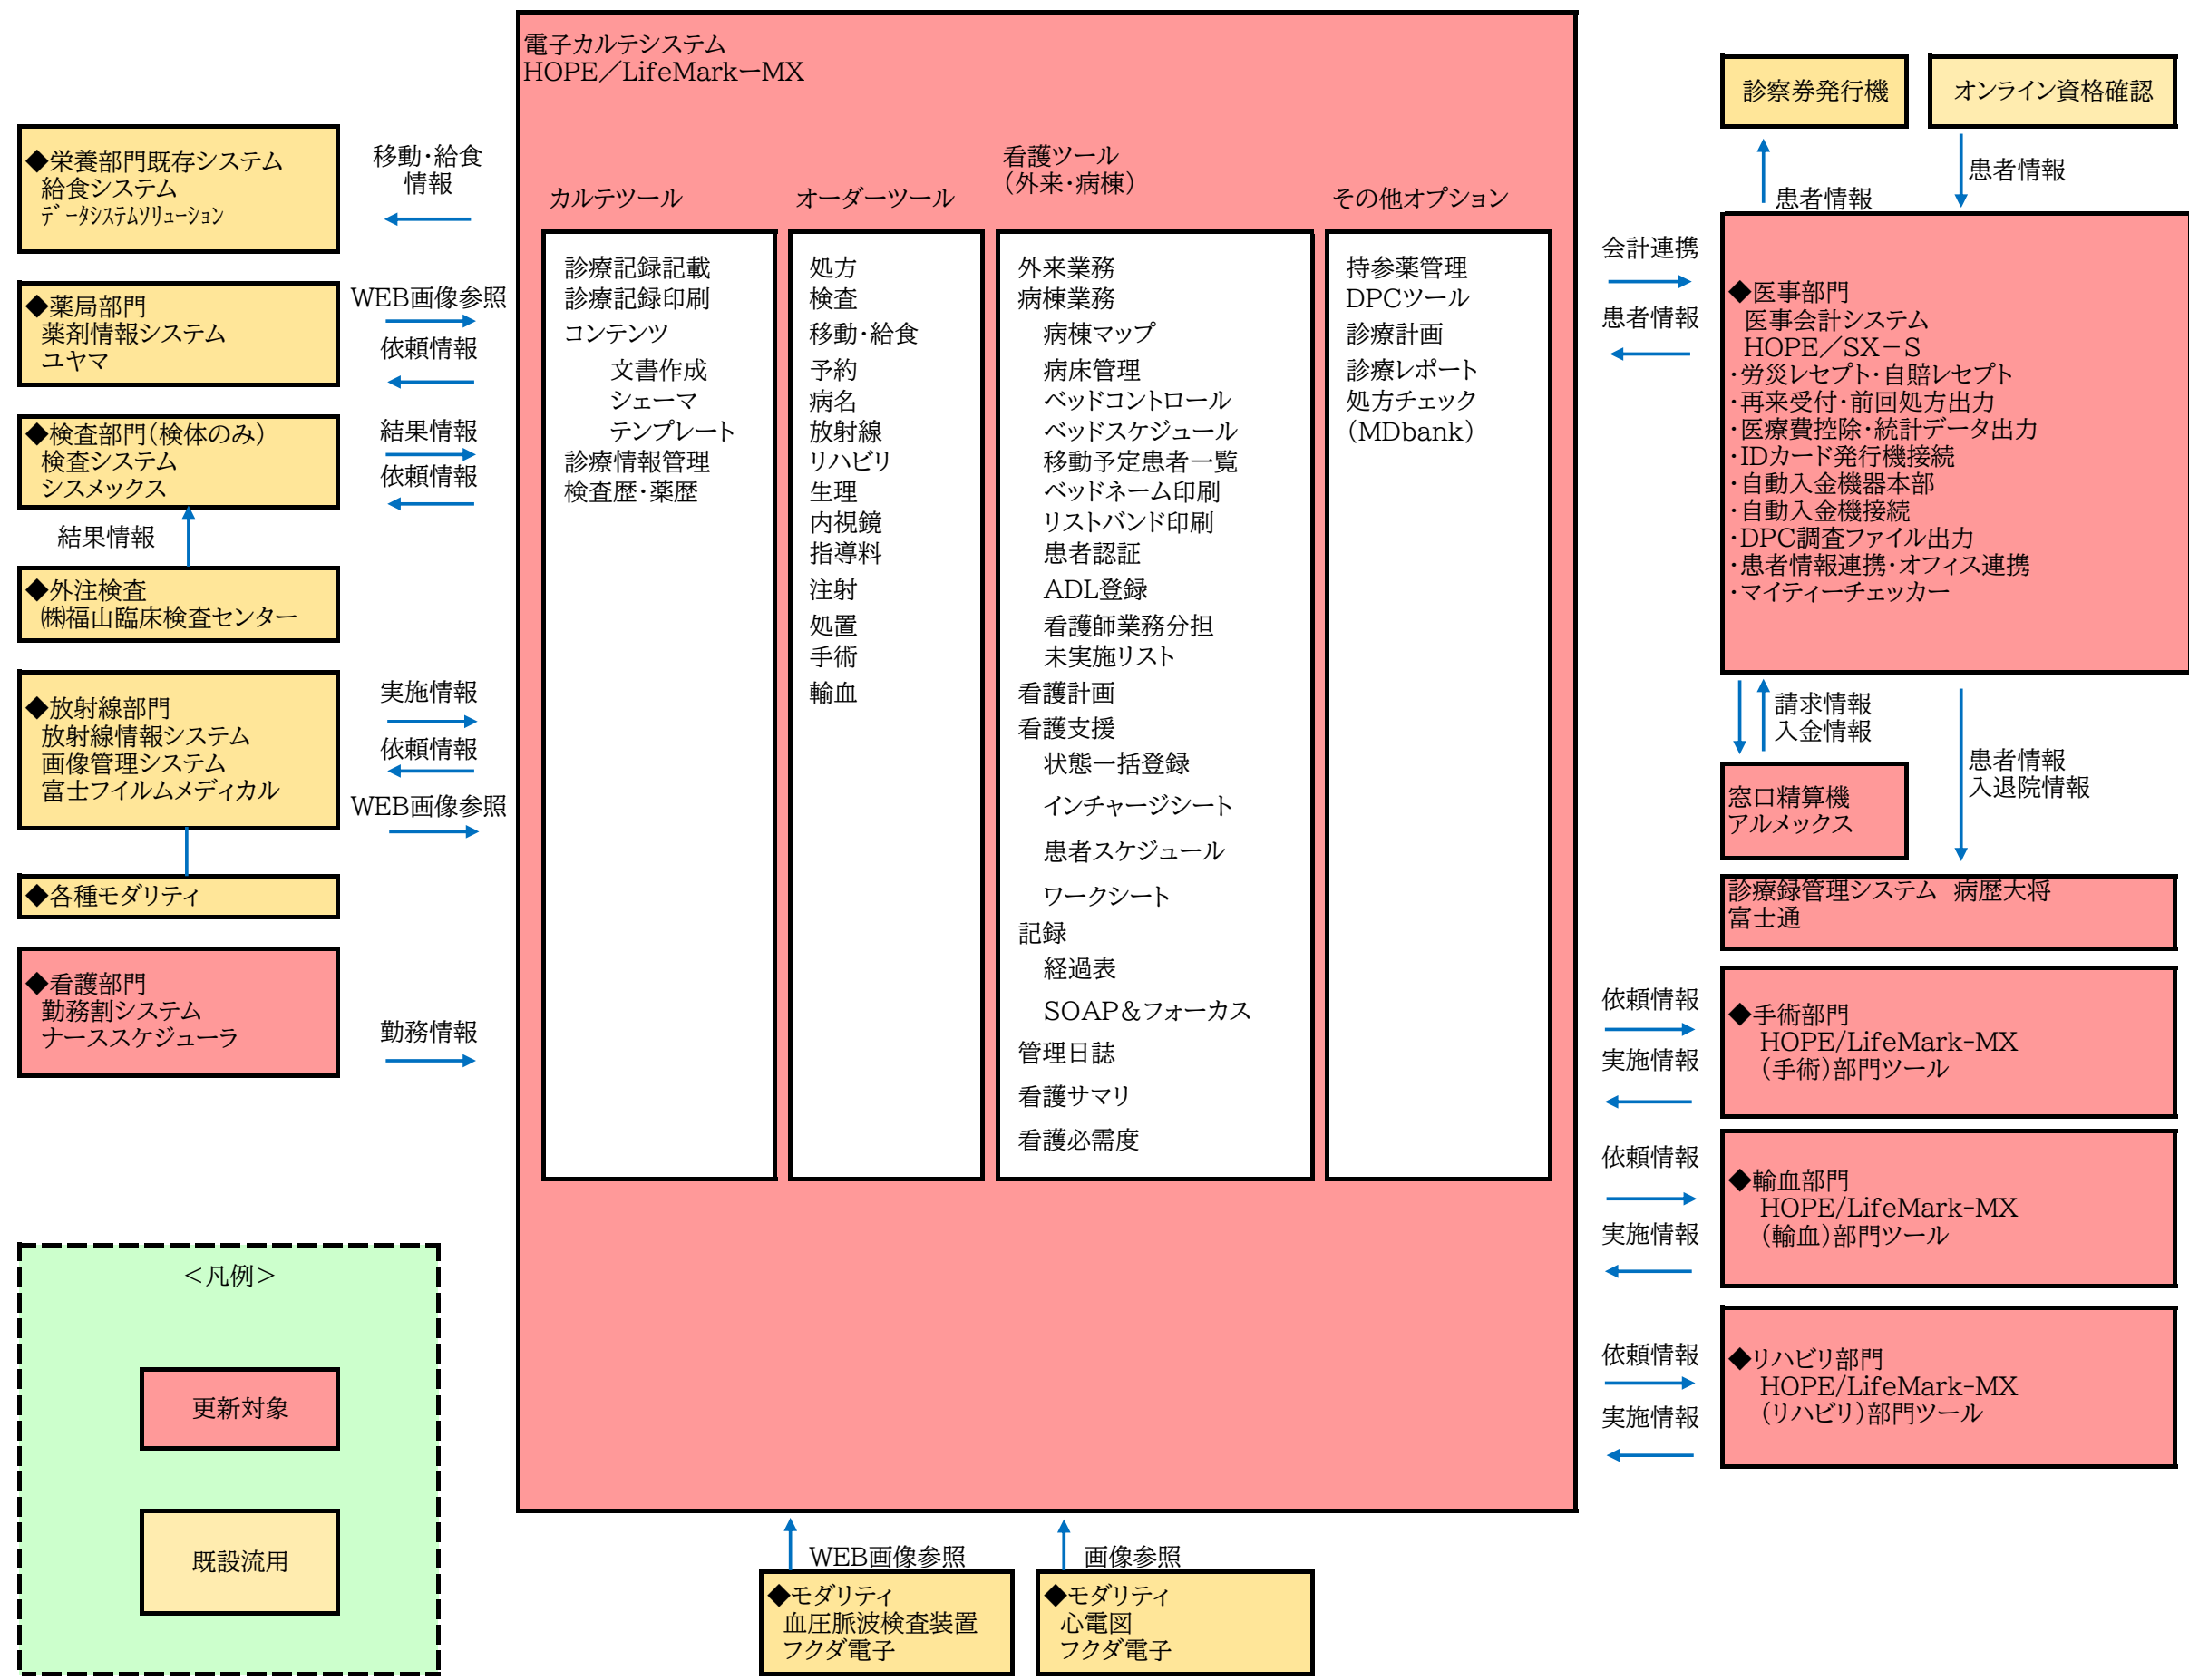 電子カルテシステム
HOPE／LifeMarkーMX
カルテツール
診療記録記載
診療記録印刷
コンテンツ
文書作成
シェーマ
テンプレート
診療情報管理
検査歴・薬歴
オーダーツール
処方
検査
移動・給食
予約
病名
放射線
リハビリ
生理
内視鏡
指導料
注射
処置
手術
輸血
看護ツール
（外来・病棟）
外来業務
病棟業務
病棟マップ
病床管理
ベッドコントロール
ベッドスケジュール
移動予定患者一覧
ベッドネーム印刷
リストバンド印刷
患者認証
ADL登録
看護師業務分担
未実施リスト
看護計画
看護支援
状態一括登録
インチャージシート
患者スケジュール
ワークシート
記録
経過表
SOAP＆フォーカス
管理日誌
看護サマリ
看護必需度
その他オプション
持参薬管理
DPCツール
診療計画
診療レポート
処方チェック
（MDbank）
◆栄養部門既存システム
給食システム
ﾃﾞｰﾀｼｽﾃﾑｿﾘｭｰｼｮﾝ
移動・給食
情報
◆薬局部門
薬剤情報システム
ユヤマ
WEB画像参照
依頼情報
◆検査部門（検体のみ）
検査システム
シスメックス
結果情報
依頼情報
結果情報
◆外注検査
㈱福山臨床検査センター
◆放射線部門
放射線情報システム
画像管理システム
富士フイルムメディカル
実施情報
依頼情報
WEB画像参照
◆各種モダリティ
◆看護部門
勤務割システム
ナーススケジューラ
勤務情報
＜凡例＞
更新対象
既設流用
WEB画像参照
◆モダリティ
血圧脈波検査装置
フクダ電子
画像参照
◆モダリティ
心電図
フクダ電子
診察券発行機
オンライン資格確認
患者情報
患者情報
会計連携
患者情報
◆医事部門
医事会計システム
HOPE／SX－S
・労災レセプト・自賠レセプト
・再来受付・前回処方出力
・医療費控除・統計データ出力
・IDカード発行機接続
・自動入金機器本部
・自動入金機接続
・DPC調査ファイル出力
・患者情報連携・オフィス連携
・マイティーチェッカー
請求情報
入金情報
患者情報
入退院情報
窓口精算機
アルメックス
診療録管理システム　病歴大将
富士通
依頼情報
実施情報
◆手術部門
HOPE/LifeMark-MX
（手術）部門ツール
依頼情報
実施情報
◆輸血部門
HOPE/LifeMark-MX
（輸血）部門ツール
依頼情報
実施情報
◆リハビリ部門
HOPE/LifeMark-MX
（リハビリ）部門ツール